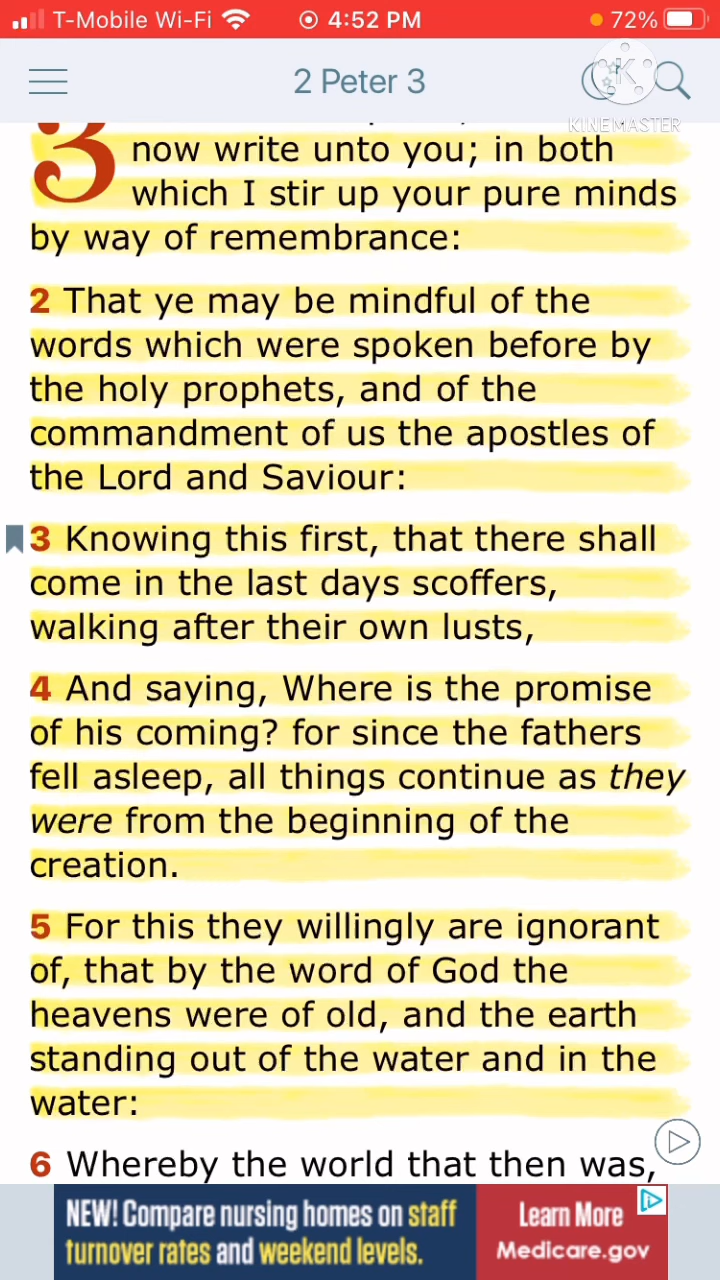 T-Mobile Wi-Fi 4:52 PM 72%
2 Peter 3
K
KINEMASTER
3 now write unto you; in both
which I stir up your pure minds
by way of remembrance:
2 That ye may be mindful of the
words which were spoken before by
the holy prophets, and of the
commandment of us the apostles of
the Lord and Saviour:
3 Knowing this first, that there shall
come in the last days scoffers,
walking after their own lusts,
4 And saying, Where is the promise
of his coming? for since the fathers
fell asleep, all things continue as they
were from the beginning of the
creation.
5 For this they willingly are ignorant
of, that by the word of God the
heavens were of old, and the earth
standing out of the water and in the
water:
6 Whereby the world that then was,
NEW! Compare nursing homes on staff
turnover rates and weekend levels.
Learn More
Medicare.gov